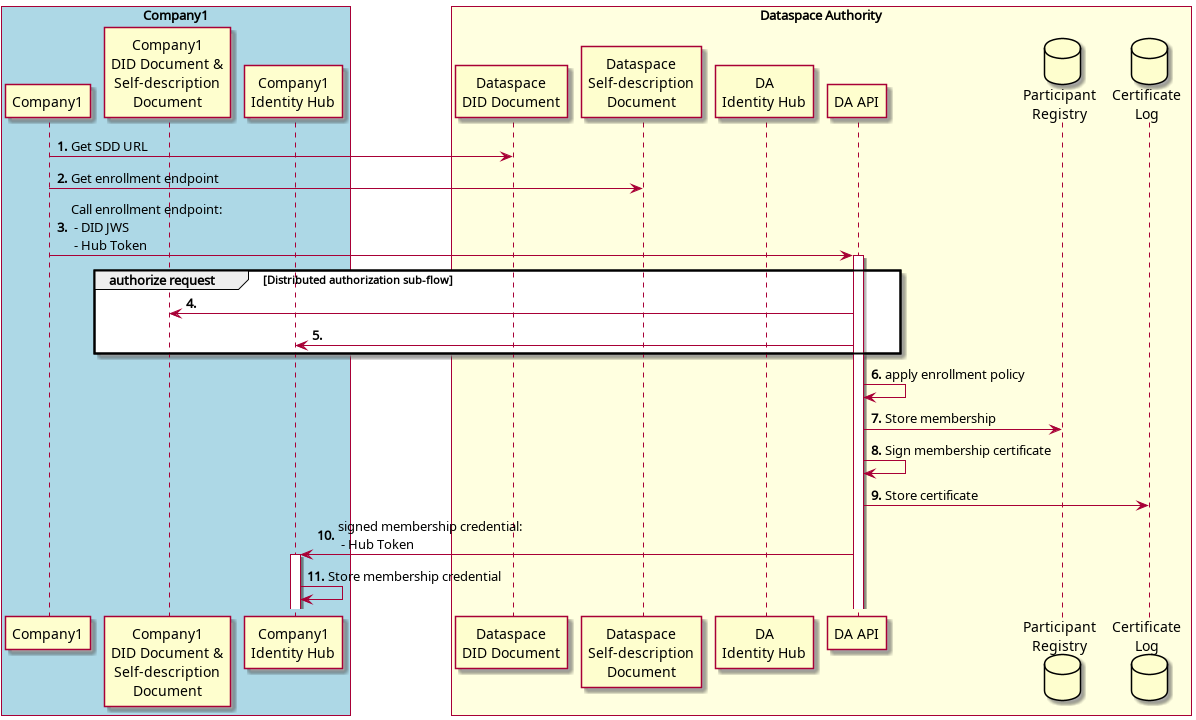 Company1
Dataspace Authority
Company1
Company1
DID Document &
Self-description
Document
Company1
Identity Hub
Dataspace
DID Document
Dataspace
Self-description
Document
DA
Identity Hub
DA API
Participant
Registry
Certificate
Log
1. Get SDD URL
2. Get enrollment endpoint
Call enrollment endpoint:
3. - DID JWS
- Hub Token
authorize request [Distributed authorization sub-flow]
4.
5.
6. apply enrollment policy
7. Store membership
8. Sign membership certificate
9. Store certificate
10. signed membership credential:
- Hub Token
11. Store membership credential
Company1
Company1
DID Document &
Self-description
Document
Company1
Identity Hub
Dataspace
DID Document
Dataspace
Self-description
Document
DA
Identity Hub
DA API
Participant
Registry
Certificate
Log